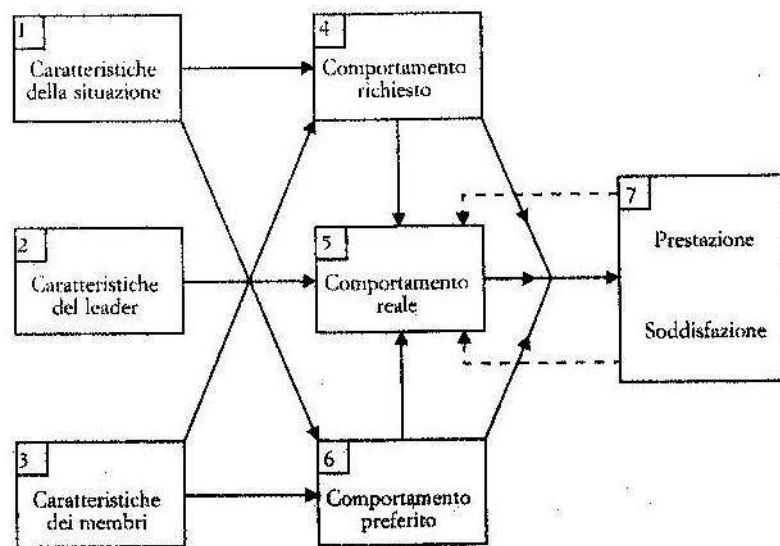 1
Caratteristiche
della situazione
4
Comportamento
richiesto
2
Caratteristiche
del leader
5
Comportamento
reale
7
Prestazione
Soddisfazione
3
Caratteristiche
dei membri
6
Comportamento
preferito